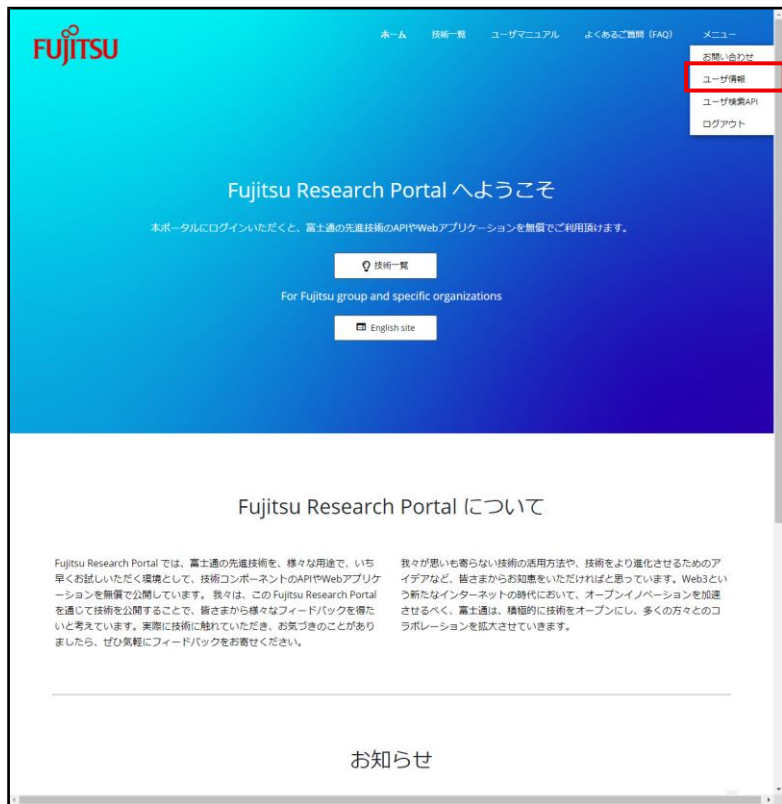 FUJITSU
ホーム 技術一覧 ユーザマニュアル よくあるご質問 (FAQ) メニュー
お問い合わせ
ユーザ情報
ユーザ検索API
ログアウト
Fujitsu Research Portal へようこそ
本ポータルにログインいただくと、富士通の先進技術のAPIやWebアプリケーションを無償でご利用頂けます。
技術一覧
For Fujitsu group and specific organizations
English site
Fujitsu Research Portal について
Fujitsu Research Portal では、富士通の先進技術を、様々な用途で、いち
早くお試しいただく環境として、技術コンポーネントのAPIやWebアプリケ
ーションを無償で公開しています。 我々は、この Fujitsu Research Portal
を通じて技術を公開することで、皆さまから様々なフィードバックを得た
いと考えています。実際に技術に触れていただき、お気づきのことがあり
ましたら、ぜひ気軽にフィードバックをお寄せください。
我々が思いも寄らない技術の活用方法や、技術をより進化させるためのア
イデアなど、皆さまからお知恵をいただければと思っています。Web3とい
う新たなインターネットの時代において、オープンイノベーションを加速
させるべく、富士通は、積極的に技術をオープンにし、多くの方々とのコ
ラボレーションを拡大させていきます。
お知らせ